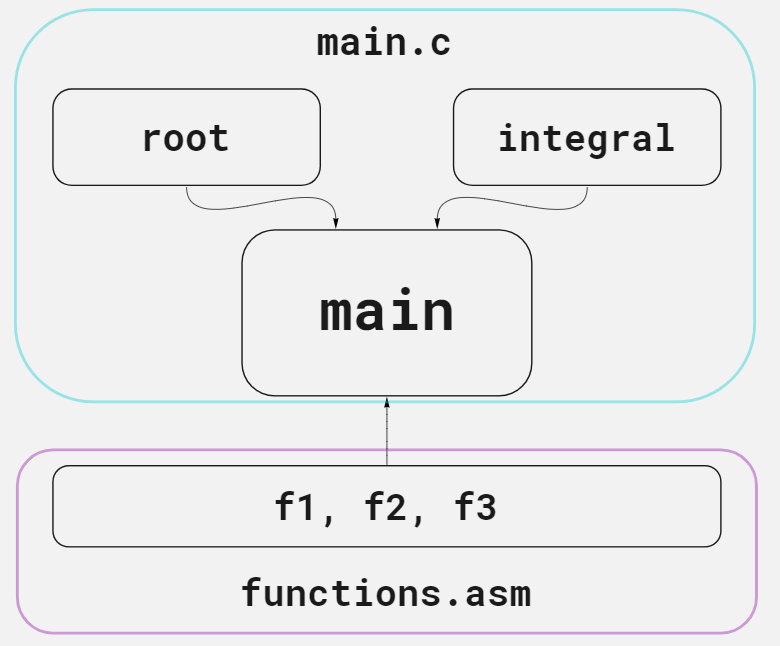 main.c
root
integral
main
f1, f2, f3
functions.asm